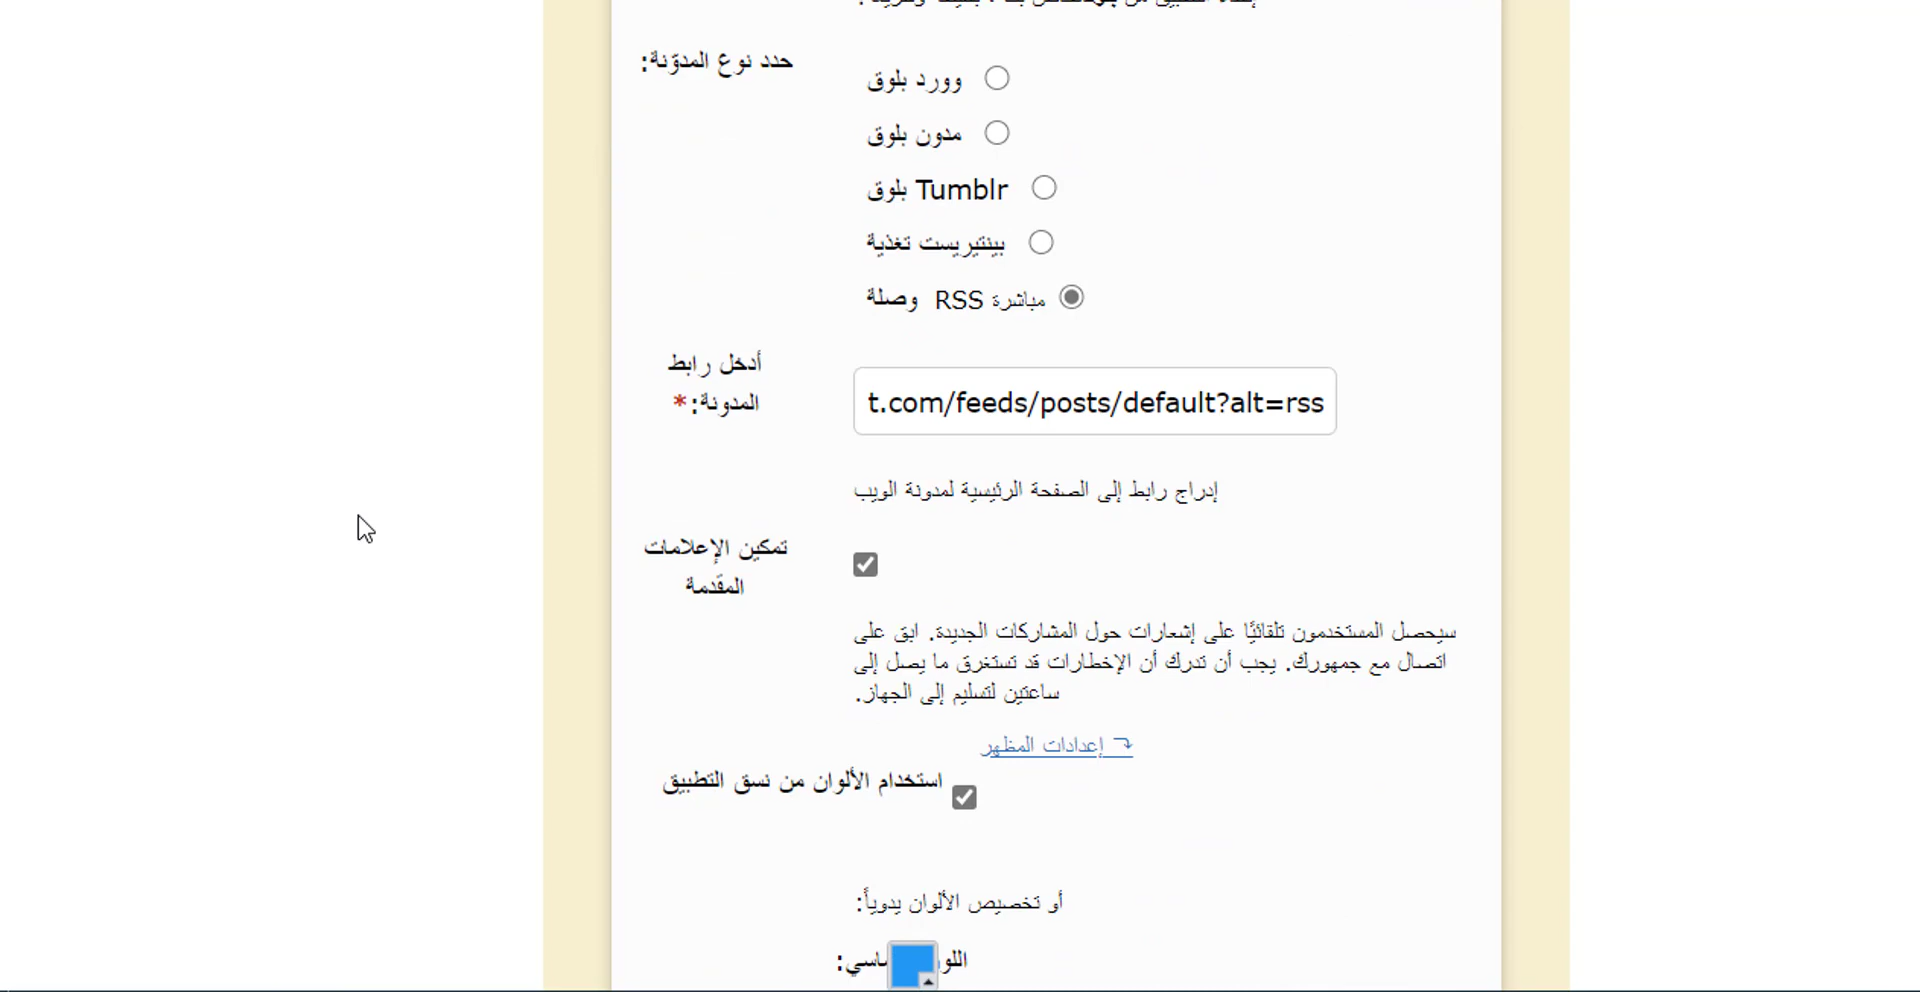 حدد نوع المدوّنة:
وورد بلوق
مدون بلوق
Tumblr بلوق
بينتيريست تغذية
مباشرة RSS وصلة
أدخل رابط
المدونة:*
t.com/feeds/posts/default?alt=rss
إدراج رابط إلى الصفحة الرئيسية لمدونة الويب
تمكين الإعلامات
المقدمة
سيحصل المستخدمون تلقائيًا على إشعارات حول المشاركات الجديدة. ابق على
اتصال مع جمهورك. يجب أن تدرك أن الإخطارات قد تستغرق ما يصل إلى
ساعتين لتسليم إلى الجهاز.
إعدادات المظهر
استخدام الألوان من نسق التطبيق
أو تخصيص الألوان يدوياً: